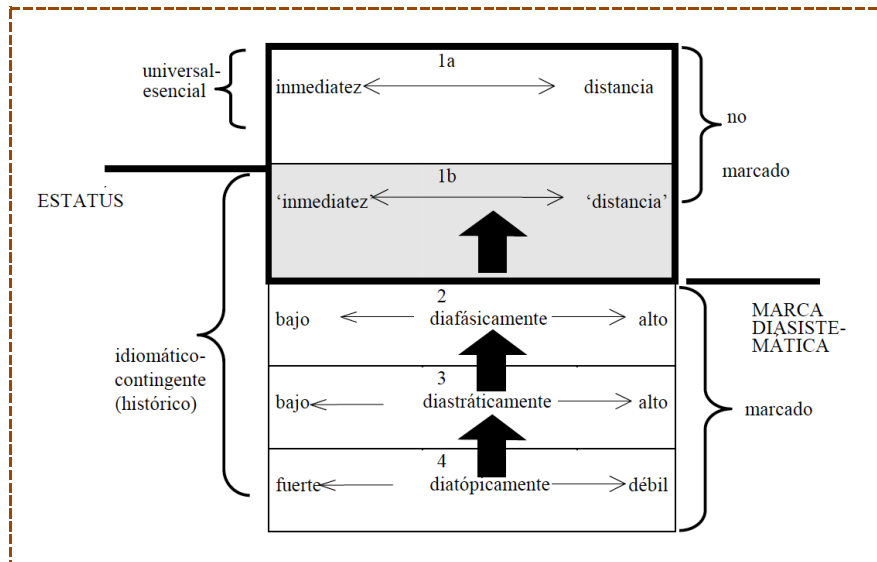 1a
universal-
esencial
inmediatez
distancia
no
marcado
1b
ESTATÚS
‘inmediatez’
‘distancia’
2
bajo
diafásicamente
alto
MARCA
DIASISTE-
MÁTICA
idiomático-
contingente
(histórico)
3
bajo
diastráticamente
alto
marcado
4
fuerte
diatópicamente
débil